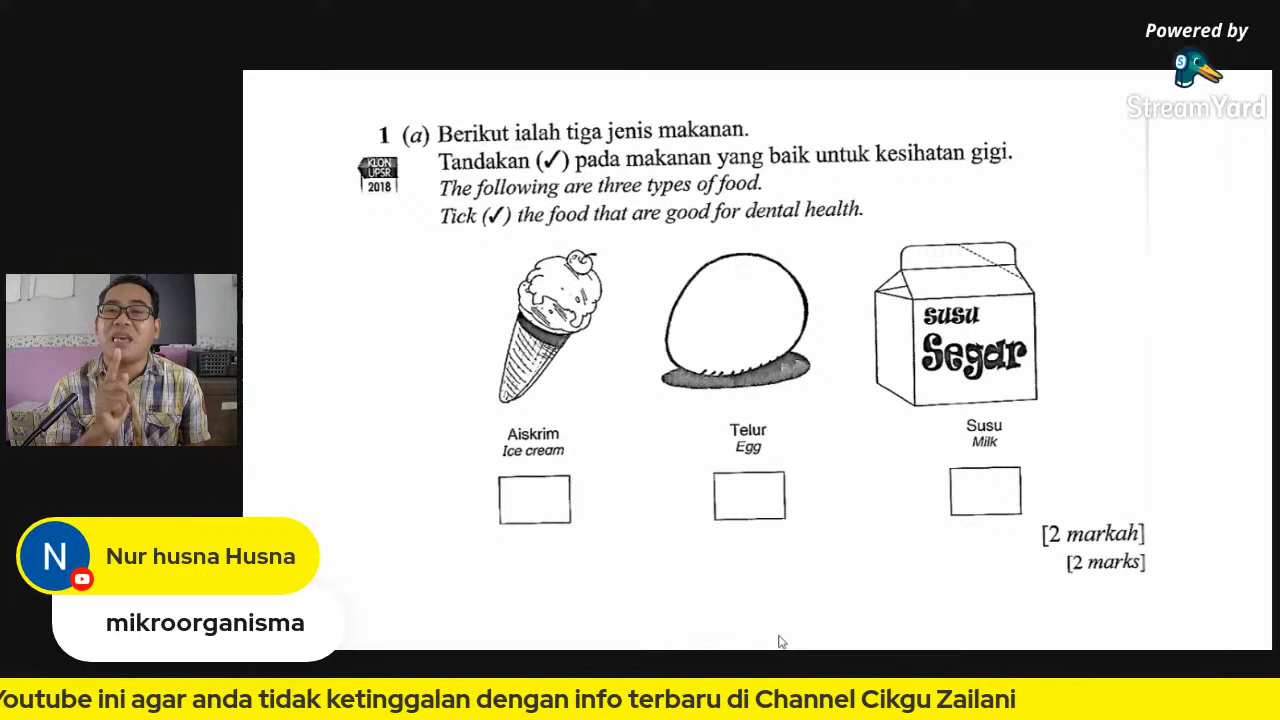 Powered by
StreamYard
1 (a) Berikut ialah tiga jenis makanan.
KLON
UPSR
2018
Tandakan (✓) pada makanan yang baik untuk kesihatan gigi.
The following are three types of food.
Tick (✓) the food that are good for dental health.
susu
Segar
Aiskrim
Ice cream
Telur
Egg
Susu
Milk
[2 markah]
[2 marks]
N
Nur husna Husna
mikroorganisma
Youtube ini agar anda tidak ketinggalan dengan info terbaru di Channel Cikgu Zailani